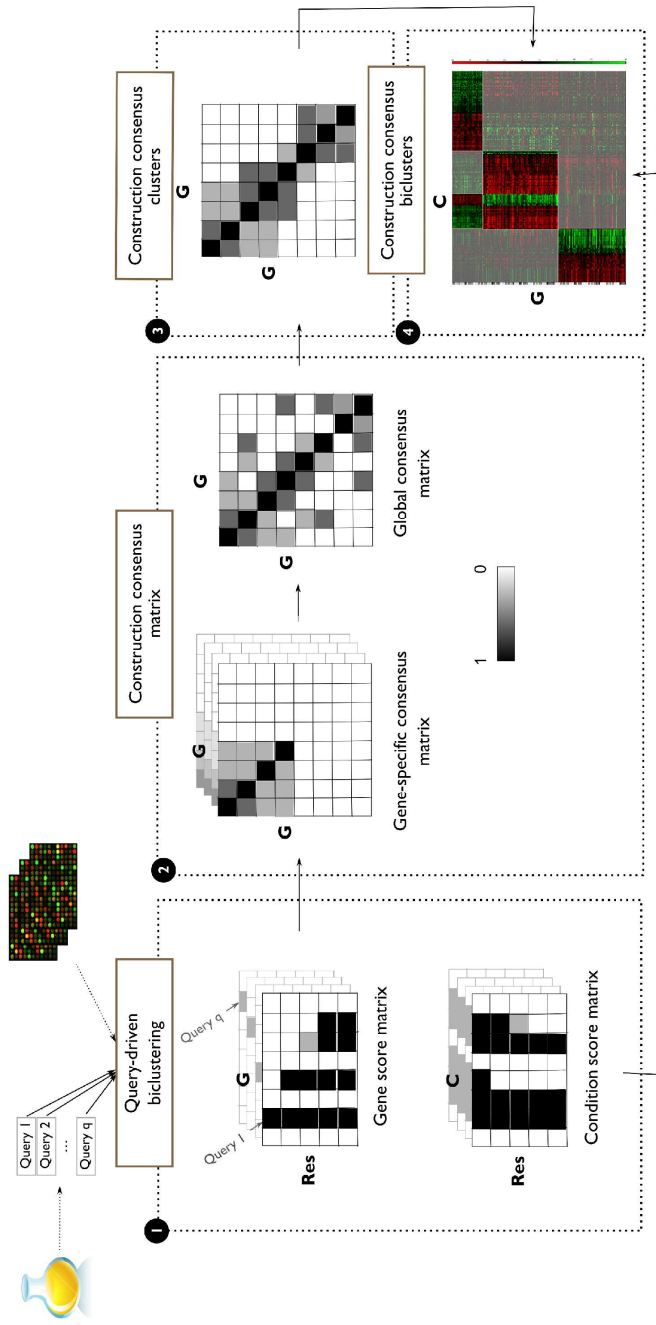 Query 1
Query 2
...
Query q
1
Query-driven
biclustering
Query 1
Query q
G
Res
Gene score matrix
C
Res
Condition score matrix
2
Construction consensus
matrix
G
G
Gene-specific consensus
matrix
G
G
Global consensus
matrix
1
0
3
Construction consensus
clusters
G
G
4
Construction consensus
biclusters
C
G